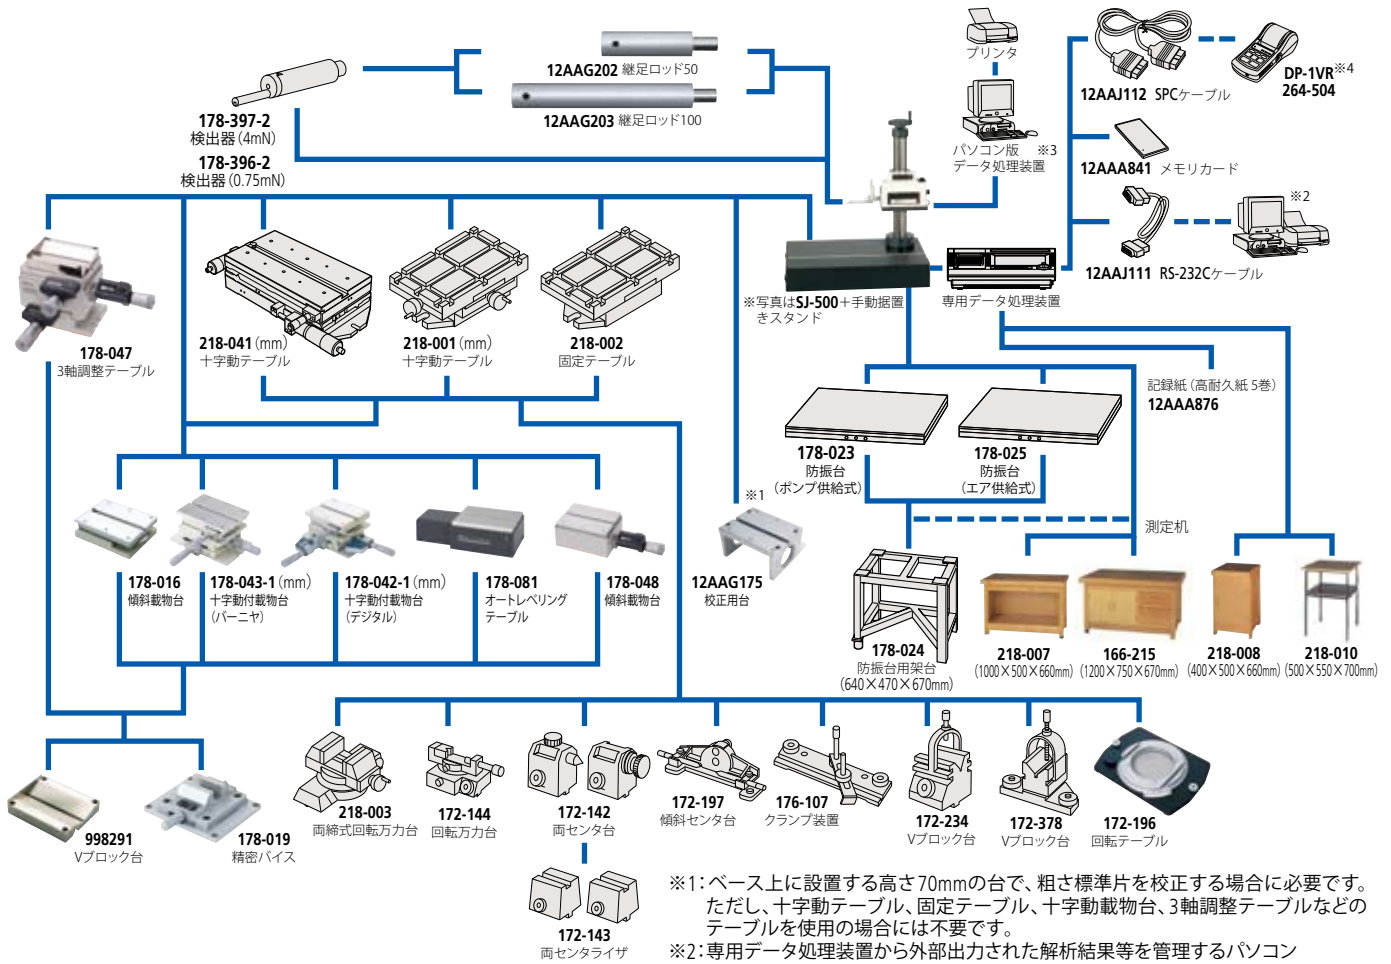 12AAG202 継足ロッド50
12AAG203 継足ロッド100
178-397-2
検出器(4mN)
178-396-2
検出器(0.75mN)
プリンタ
パソコン版 ※3
データ処理装置
12AAJ112 SPCケーブル
DP-1VR※4
264-504
12AAA841 メモリカード
※2
12AAJ111 RS-232Cケーブル
※写真はSJ-500+手動据置
きスタンド
専用データ処理装置
178-047
3軸調整テーブル
218-041(mm)
十字動テーブル
218-001(mm)
十字動テーブル
218-002
固定テーブル
記録紙(高耐久紙 5巻)
12AAA876
178-023
防振台
(ポンプ供給式)
178-025
防振台
(エア供給式)
※1
測定机
178-016
傾斜載物台
178-043-1(mm)
十字動付載物台
(バーニヤ)
178-042-1(mm)
十字動付載物台
(デジタル)
178-081
オートレベリング
テーブル
178-048
傾斜載物台
12AAG175
校正用台
178-024
防振台用架台
(640×470×670mm)
218-007
(1000×500×660mm)
166-215
(1200×750×670mm)
218-008
(400×500×660mm)
218-010
(500×550×700mm)
998291
Vブロック台
178-019
精密バイス
218-003
両締式回転万力台
172-144
回転万力台
172-142
両センタ台
172-197
傾斜センタ台
176-107
クランプ装置
172-234
Vブロック台
172-378
Vブロック台
172-196
回転テーブル
172-143
両センタライザ
※1:ベース上に設置する高さ70mmの台で、粗さ標準片を校正する場合に必要です。
ただし、十字動テーブル、固定テーブル、十字動載物台、3軸調整テーブルなどの
テーブルを使用の場合には不要です。
※2:専用データ処理装置から外部出力された解析結果等を管理するパソコン